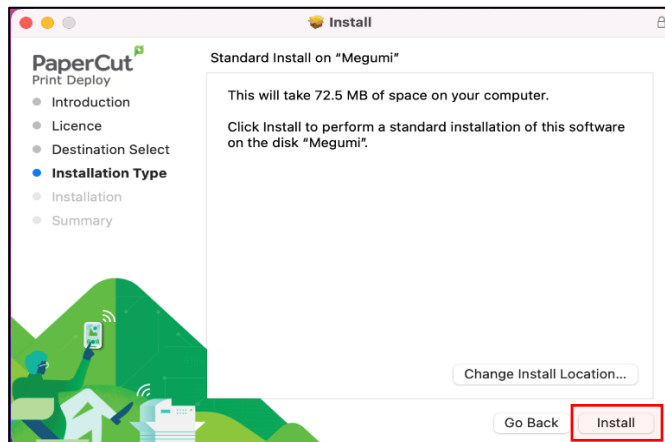 Install
PaperCut
Print Deploy
Introduction
Licence
Destination Select
Installation Type
Installation
Summary
Standard Install on “Megumi”
This will take 72.5 MB of space on your computer.
Click Install to perform a standard installation of this software
on the disk “Megumi”.
Change Install Location...
Go Back
Install